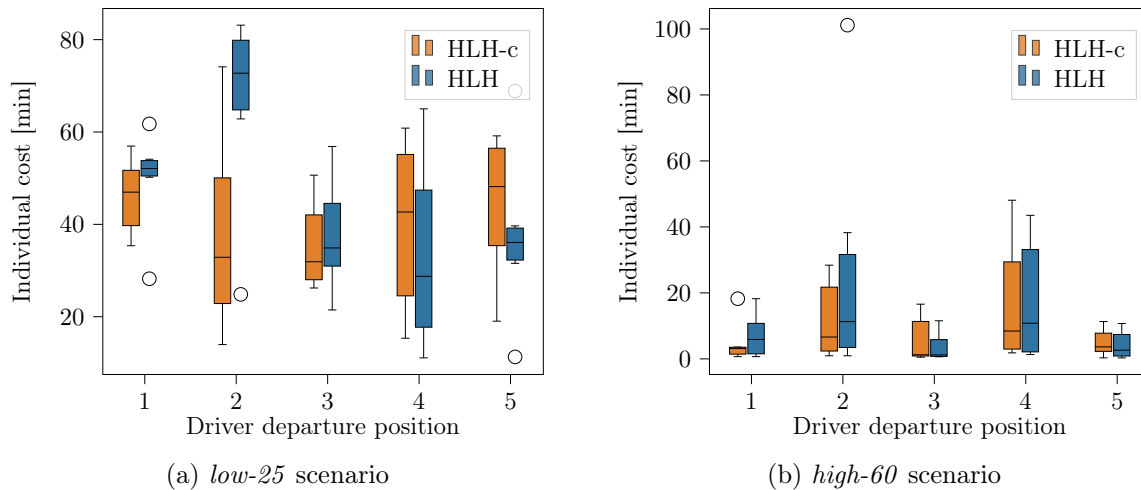 80
60
40
20
Individual cost [min]
HLH-c
HLH
1 2 3 4 5
Driver departure position
(a) low-25 scenario
100
80
60
40
20
0
Individual cost [min]
HLH-c
HLH
1 2 3 4 5
Driver departure position
(b) high-60 scenario